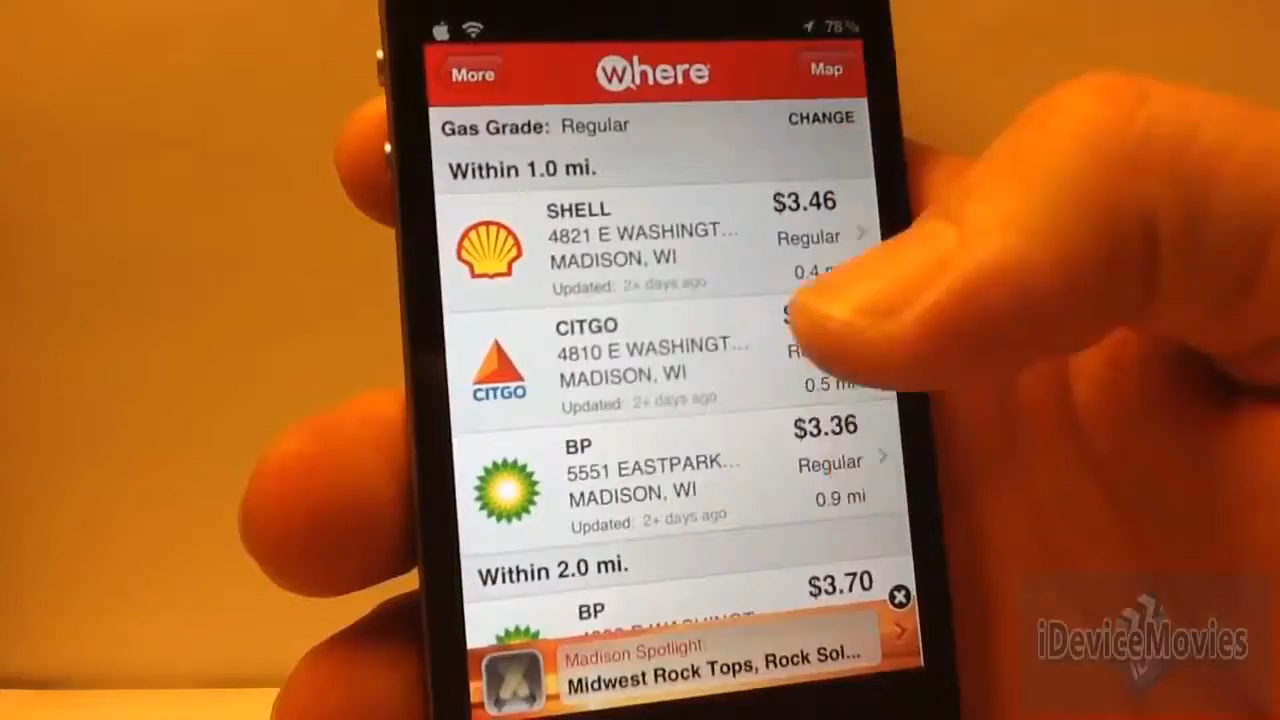 78%
More
where
Map
Gas Grade: Regular
CHANGE
Within 1.0 mi.
SHELL
$3.46
4821 E WASHINGT...
Regular
MADISON, WI
0.4
Updated: 2+ days ago
CITGO
4810 E WASHINGT...
MADISON, WI
CITGO
0.5 mi
Updated: 2+ days ago
BP
$3.36
5551 EASTPARK...
Regular
MADISON, WI
0.9 mi
Updated: 2+ days ago
Within 2.0 mi.
BP
$3.70
Madison Spotlight:
Midwest Rock Tops, Rock Sol...
iDeviceMovies